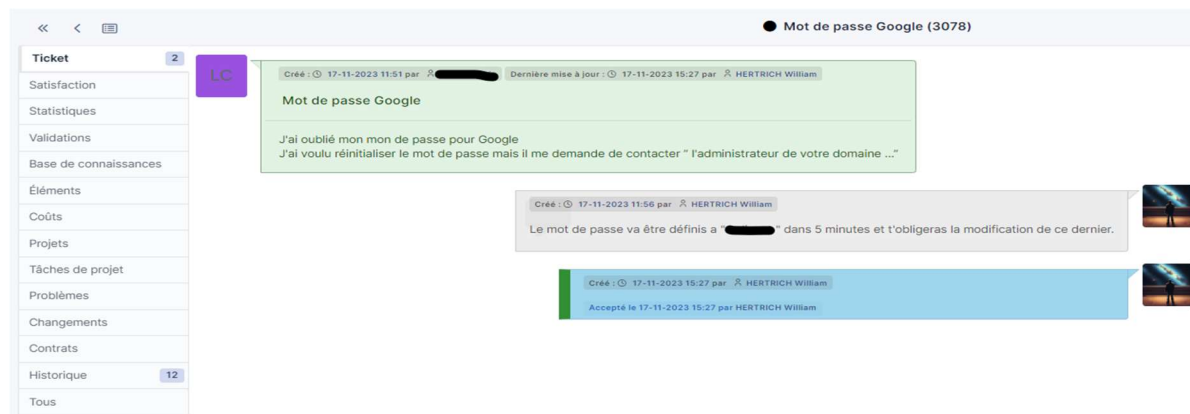 Mot de passe Google (3078)
Ticket 2
Satisfaction
Statistiques
Validations
Base de connaissances
Éléments
Coûts
Projets
Tâches de projet
Problèmes
Changements
Contrats
Historique 12
Tous
LC
Créé : 17-11-2023 11:51 par Dernière mise à jour : 17-11-2023 15:27 par HERTRICH William
Mot de passe Google
J'ai oublié mon mon de passe pour Google
J'ai voulu réinitialiser le mot de passe mais il me demande de contacter " l'administrateur de votre domaine ..."
Créé : 17-11-2023 11:56 par HERTRICH William
Le mot de passe va être définis a " " dans 5 minutes et t'obligeras la modification de ce dernier.
Créé : 17-11-2023 15:27 par HERTRICH William
Accepté le 17-11-2023 15:27 par HERTRICH William